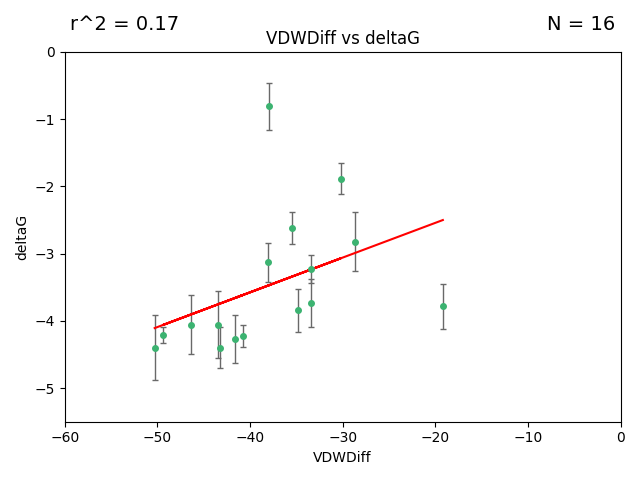 r^2 = 0.17
N = 16
VDWDiff vs deltaG
0
−1
−2
−3
−4
−5
deltaG
−60 −50 −40 −30 −20 −10 0
VDWDiff